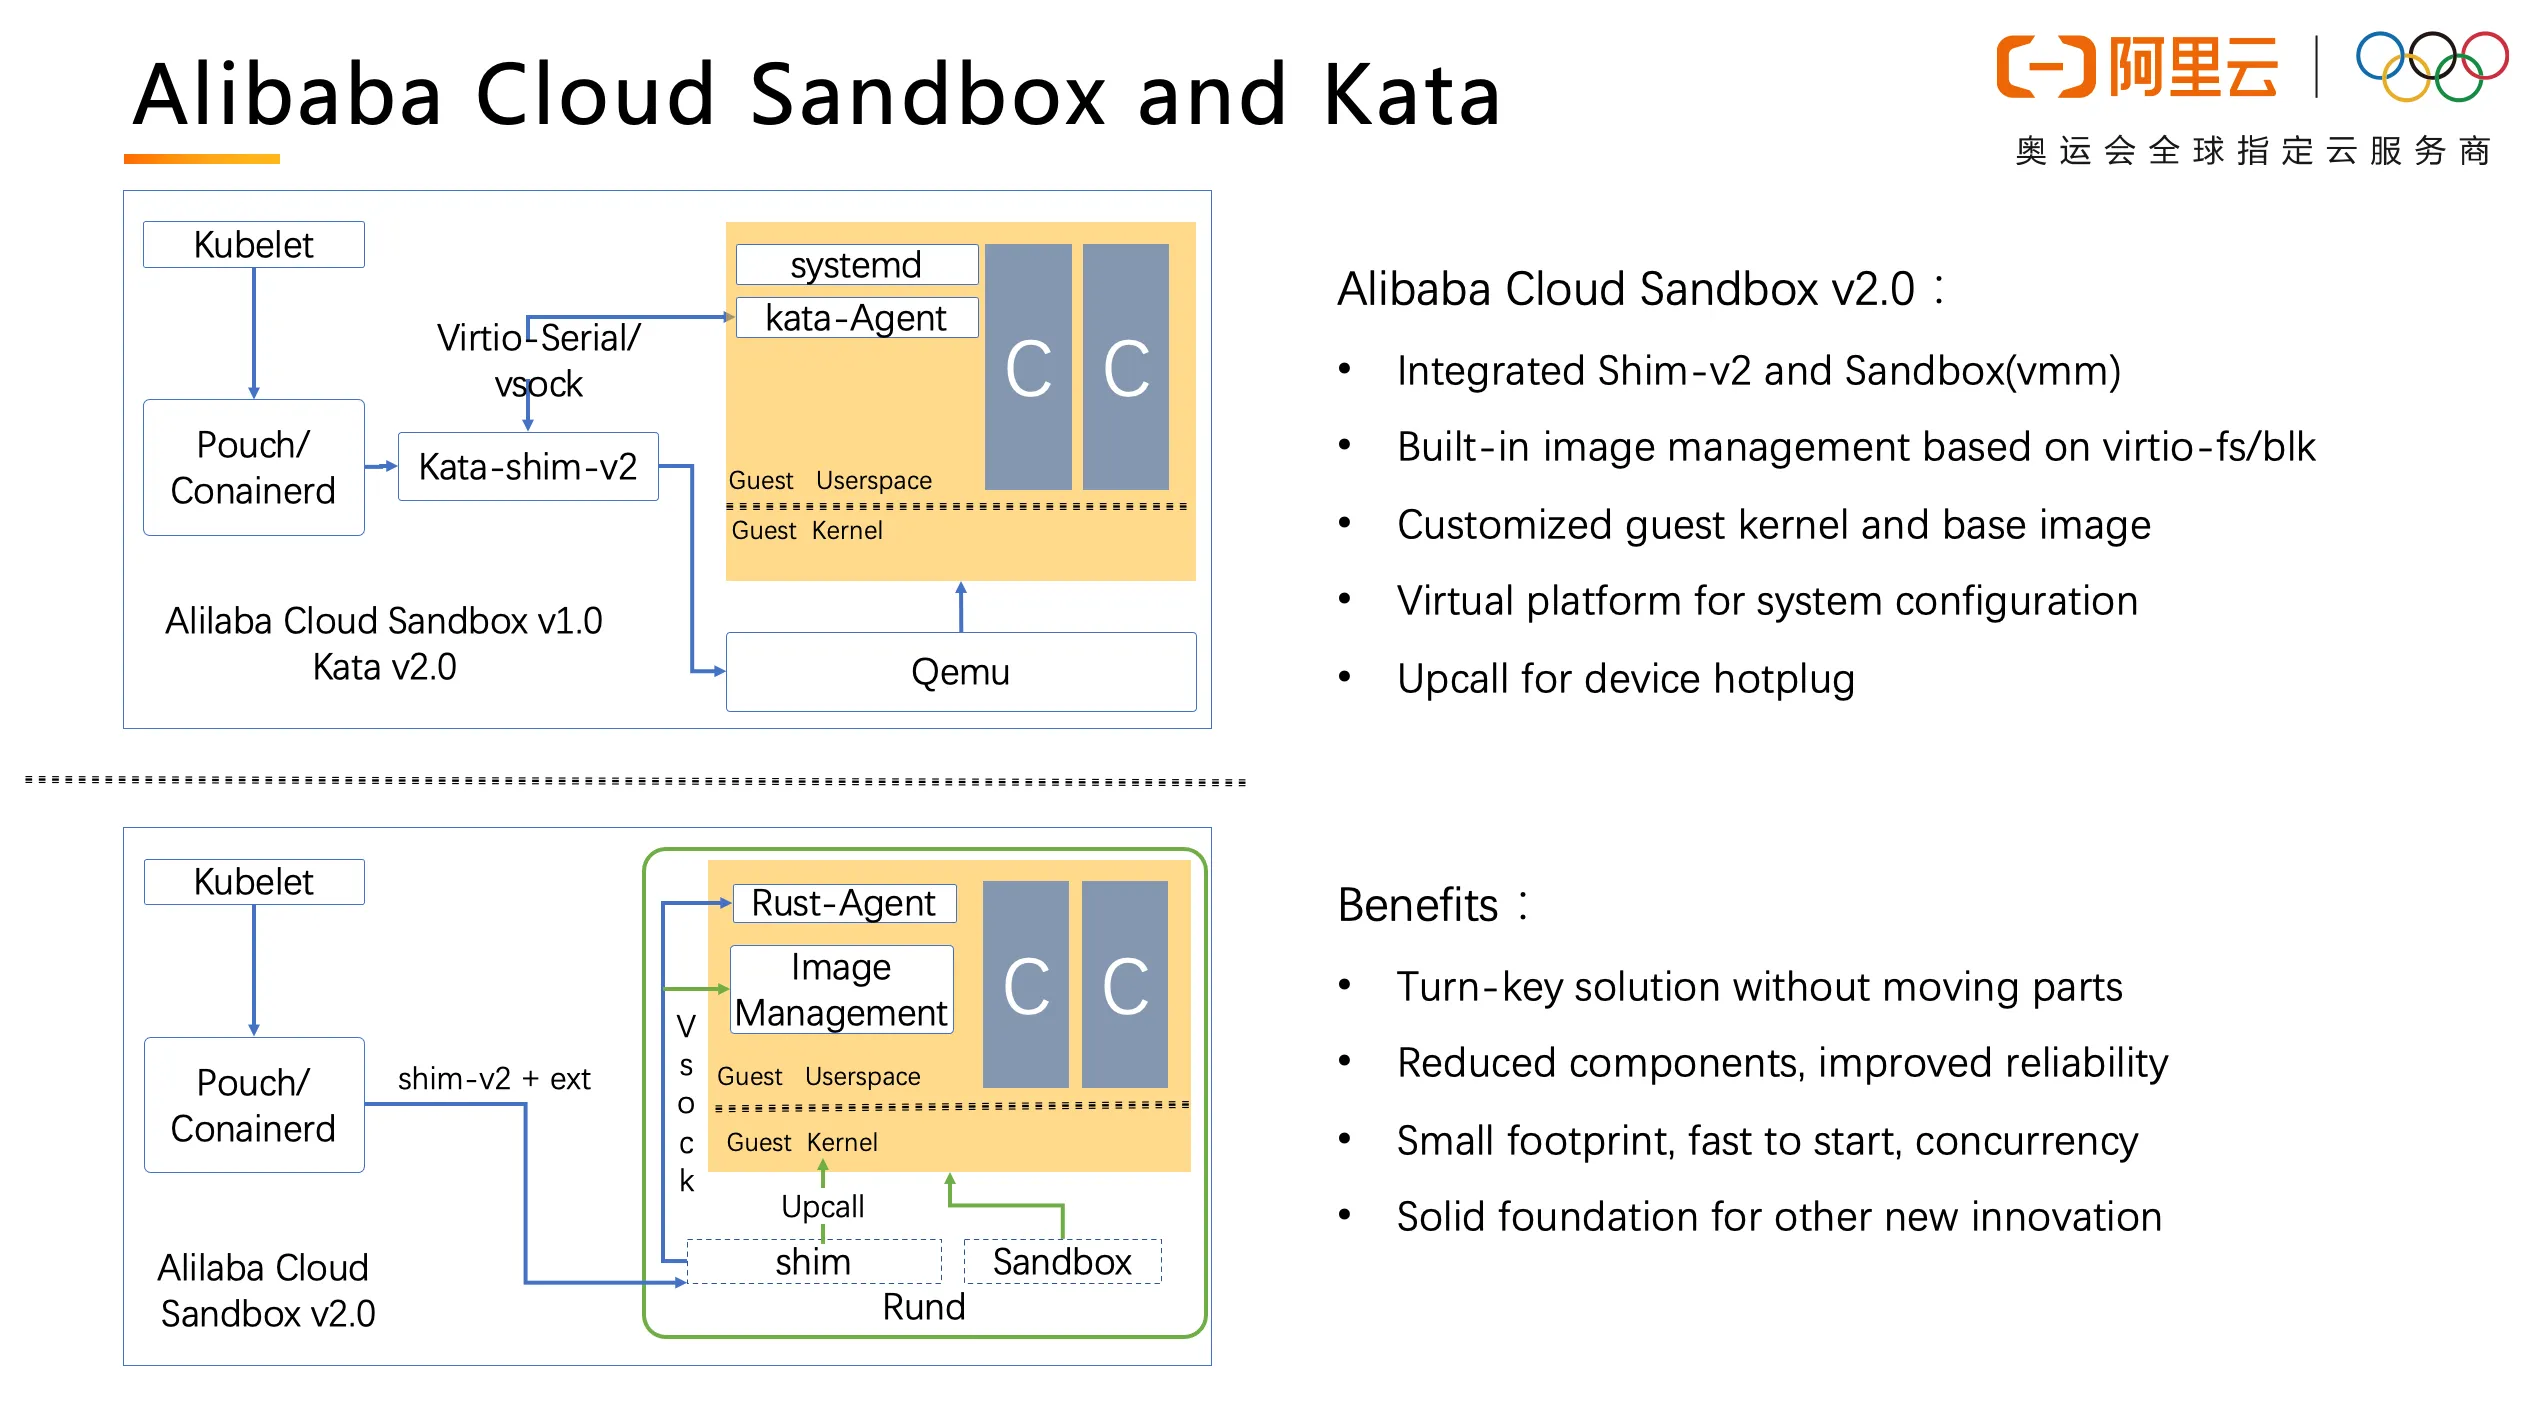 Alibaba Cloud Sandbox and Kata
阿里云
奥运会全球指定云服务商
Kubelet
Pouch/
Conainerd
Virtio-Serial/
vsock
Kata-shim-v2
systemd
kata-Agent
C
C
Guest Userspace
Guest Kernel
Qemu
Alilaba Cloud Sandbox v1.0
Kata v2.0
Alibaba Cloud Sandbox v2.0：
• Integrated Shim-v2 and Sandbox(vmm)
• Built-in image management based on virtio-fs/blk
• Customized guest kernel and base image
• Virtual platform for system configuration
• Upcall for device hotplug
Kubelet
Pouch/
Conainerd
shim-v2 + ext
Vsock
Rust-Agent
Image
Management
C
C
Guest Userspace
Guest Kernel
Upcall
shim
Sandbox
Rund
Alilaba Cloud
Sandbox v2.0
Benefits：
• Turn-key solution without moving parts
• Reduced components, improved reliability
• Small footprint, fast to start, concurrency
• Solid foundation for other new innovation